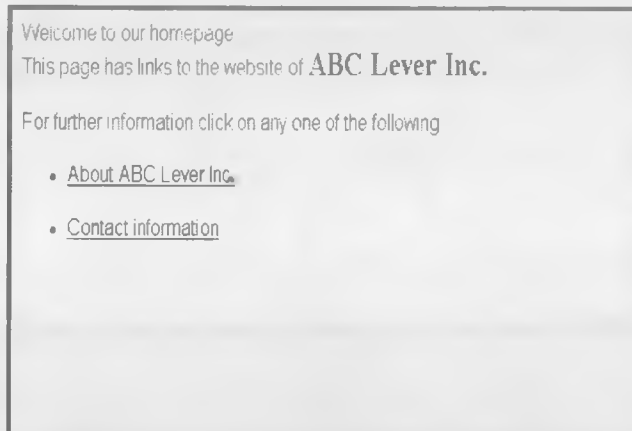 Welcome to our homepage
This page has links to the website of ABC Lever Inc.
For further information click on any one of the following
• About ABC Lever Inc.
• Contact information